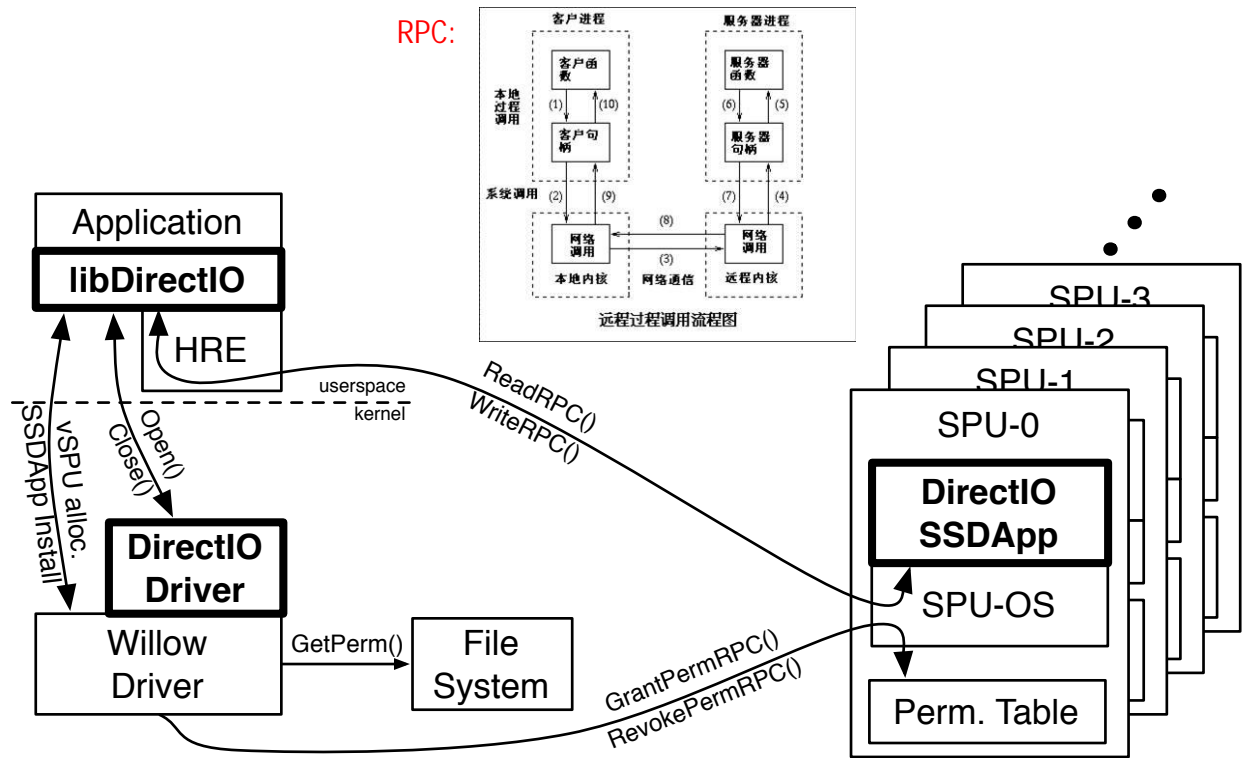 RPC:
客户进程
服务器进程
客户函
数
服务器
函数
本地
过程
调用
(1)
(10)
(6)
(5)
客户句
柄
服务器
句柄
系统调用
(2)
(9)
(7)
(4)
(8)
网络
调用
网络
调用
(3)
本地内核
网络通信
远程内核
远程过程调用流程图
Application
libDirectIO
HRE
userspace
kernel
vSPU alloc.
SSDApp Install
Open()
Close()
ReadRPC()
WriteRPC()
DirectIO
Driver
Willow
Driver
GetPerm()
File
System
GrantPermRPC()
RevokePermRPC()
SPU-3
SPU-2
SPU-1
SPU-0
DirectIO
SSDApp
SPU-OS
Perm. Table